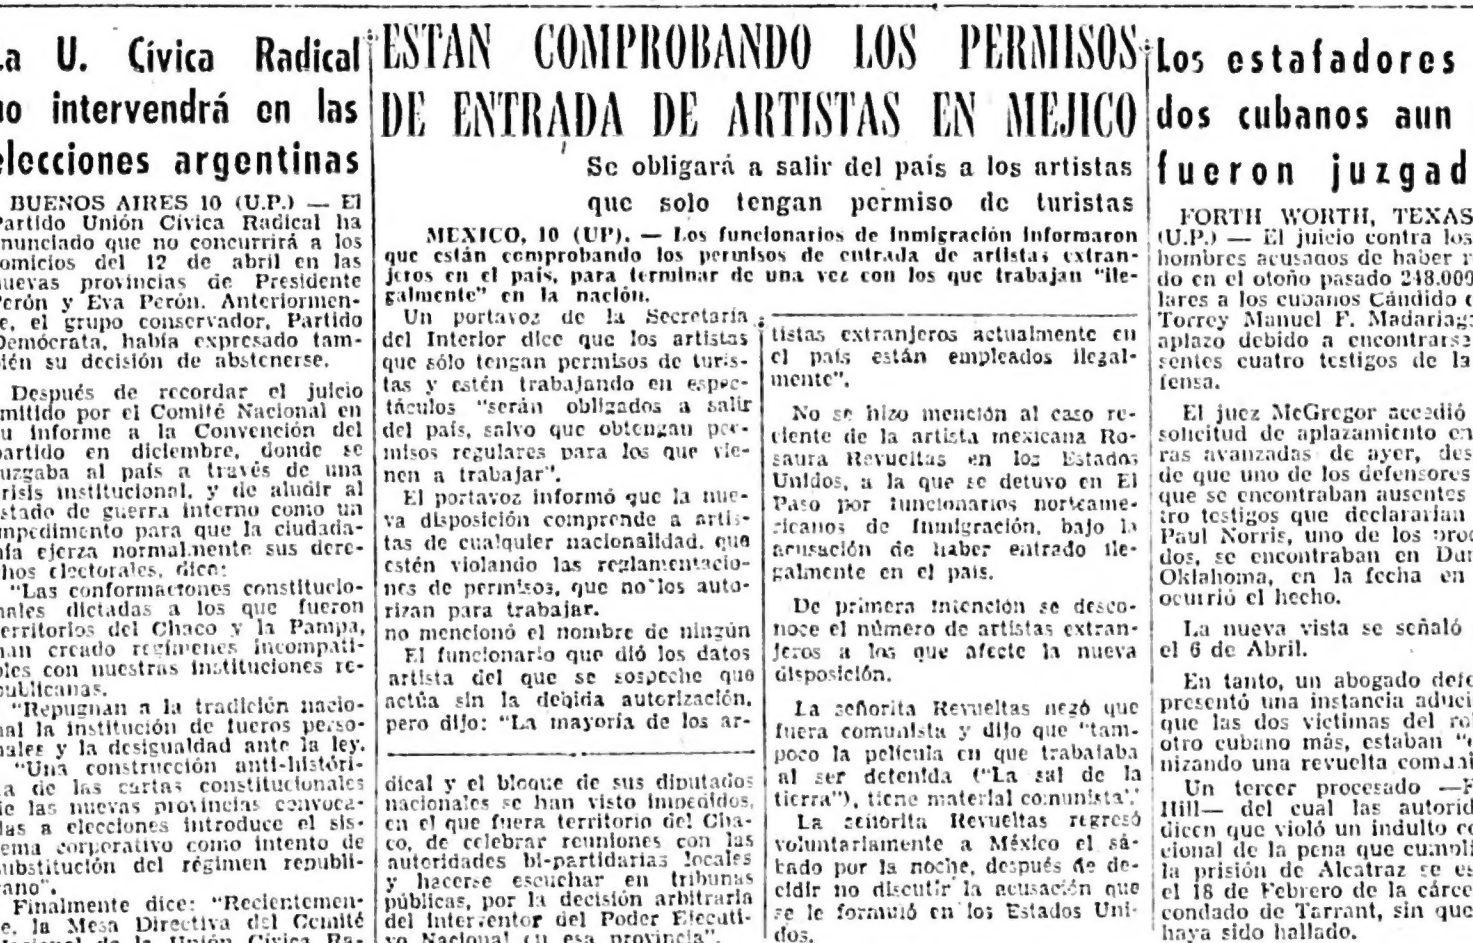 La U. Cívica Radical
no intervendrá en las
elecciones argentinas
BUENOS AIRES 10 (U.P.) — El
Partido Unión Cívica Radical ha
anunciado que no concurrirá a los
comicios del 12 de abril en las
nuevas provincias de Presidente
Perón y Eva Perón. Anteriormen-
te, el grupo conservador, Partido
Demócrata, había expresado tam-
bién su decisión de abstenerse.
Después de recordar el juicio
emitido por el Comité Nacional en
su informe a la Convención del
partido en diciembre, donde se
juzgaba al país a través de una
crisis institucional, y de aludir al
estado de guerra interno como un
impedimento para que la ciudada-
nía ejerza normalmente sus dere-
chos electorales, dice:
"Las conformaciones constitucio-
nales dictadas a los que fueron
territorios del Chaco y la Pampa,
han creado regímenes incompati-
bles con nuestras instituciones re-
publicanas.
"Repugnan a la tradición nacio-
nal la institución de fueros perso-
nales y la desigualdad ante la ley.
"Una construcción anti-históri-
ca de las cartas constitucionales
de las nuevas provincias convoca-
das a elecciones introduce el sis-
tema corporativo como intento de
substitución del régimen republi-
cano".
Finalmente dice: "Recientemen-
te, la Mesa Directiva del Comité
Nacional de la Unión Cívica Ra-
ESTAN COMPROBANDO LOS PERMISOS
DE ENTRADA DE ARTISTAS EN MEJICO
Se obligará a salir del país a los artistas
que solo tengan permiso de turistas
MEXICO, 10 (UP). — Los funcionarios de Inmigración informaron
que están comprobando los permisos de entrada de artistas extran-
jeros en el país, para terminar de una vez con los que trabajan "ile-
galmente" en la nación.
Un portavoz de la Secretaría
del Interior dice que los artistas
que sólo tengan permisos de turis-
tas y estén trabajando en espec-
táculos "serán obligados a salir
del país, salvo que obtengan per-
misos regulares para los que vie-
nen a trabajar".
El portavoz informó que la nue-
va disposición comprende a artis-
tas de cualquier nacionalidad, que
estén violando las reglamentacio-
nes de permisos, que no los auto-
rizan para trabajar.
no mencionó el nombre de ningún
El funcionario que dió los datos
artista del que se sospeche que
actúa sin la debida autorización,
pero dijo: "La mayoría de los ar-
dical y el bloque de sus diputados
nacionales se han visto impedidos,
en el que fuera territorio del Cha-
co, de celebrar reuniones con las
autoridades bi-partidarias locales
y hacerse escuchar en tribunas
públicas, por la decisión arbitraria
del Interventor del Poder Ejecuti-
vo Nacional en esa provincia".
tistas extranjeros actualmente en
el país están empleados ilegal-
mente".
No se hizo mención al caso re-
ciente de la artista mexicana Ro-
saura Revueltas en los Estados
Unidos, a la que se detuvo en El
Paso por funcionarios norteame-
ricanos de Inmigración, bajo la
acusación de haber entrado ile-
galmente en el país.
De primera intención se desco-
noce el número de artistas extran-
jeros a los que afecte la nueva
disposición.
La señorita Revueltas negó que
fuera comunista y dijo que "tam-
poco la película en que trabajaba
al ser detenida ("La sal de la
tierra"), tiene material comunista".
La señorita Revueltas regresó
voluntariamente a México el sá-
bado por la noche, después de de-
cidir no discutir la acusación que
se le formuló en los Estados Uni-
dos.
Los estafadores
dos cubanos aun
fueron juzgad
FORTH WORTH, TEXAS
(U.P.) — El juicio contra los
hombres acusados de haber r
do en el otoño pasado 248.000
lares a los cubanos Cándido d
Torrey Manuel F. Madariag
aplazo debido a encontrarse
sentes cuatro testigos de la
fensa.
El juez McGregor accedió
solicitud de aplazamiento en
ras avanzadas de ayer, des
de que uno de los defensores
que se encontraban ausentes
tro testigos que declararían
Paul Norris, uno de los proc
dos, se encontraban en Dun
Oklahoma, en la fecha en
ocurrió el hecho.
La nueva vista se señaló
el 6 de Abril.
En tanto, un abogado defe
presentó una instancia aduci
que las dos víctimas del ro
otro cubano más, estaban "
nizando una revuelta comuni
Un tercer procesado —
Hill— del cual las autorid
dicen que violó un indulto co
cional de la pena que cumpli
la prisión de Alcatraz se es
el 18 de Febrero de la cárce
condado de Tarrant, sin que
haya sido hallado.